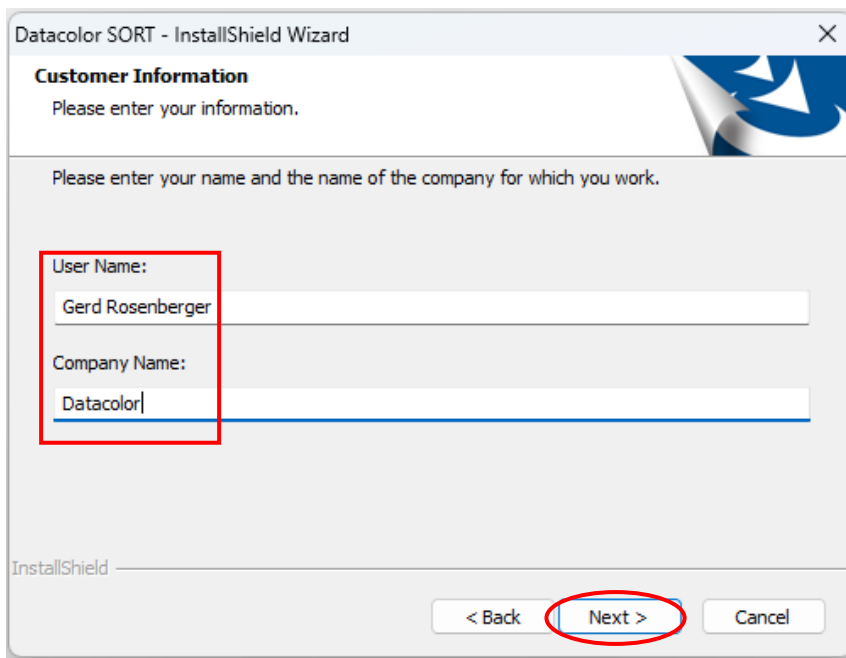 Datacolor SORT - InstallShield Wizard
Customer Information
Please enter your information.
Please enter your name and the name of the company for which you work.
User Name:
Gerd Rosenberger
Company Name:
Datacolor
InstallShield
< Back Next > Cancel